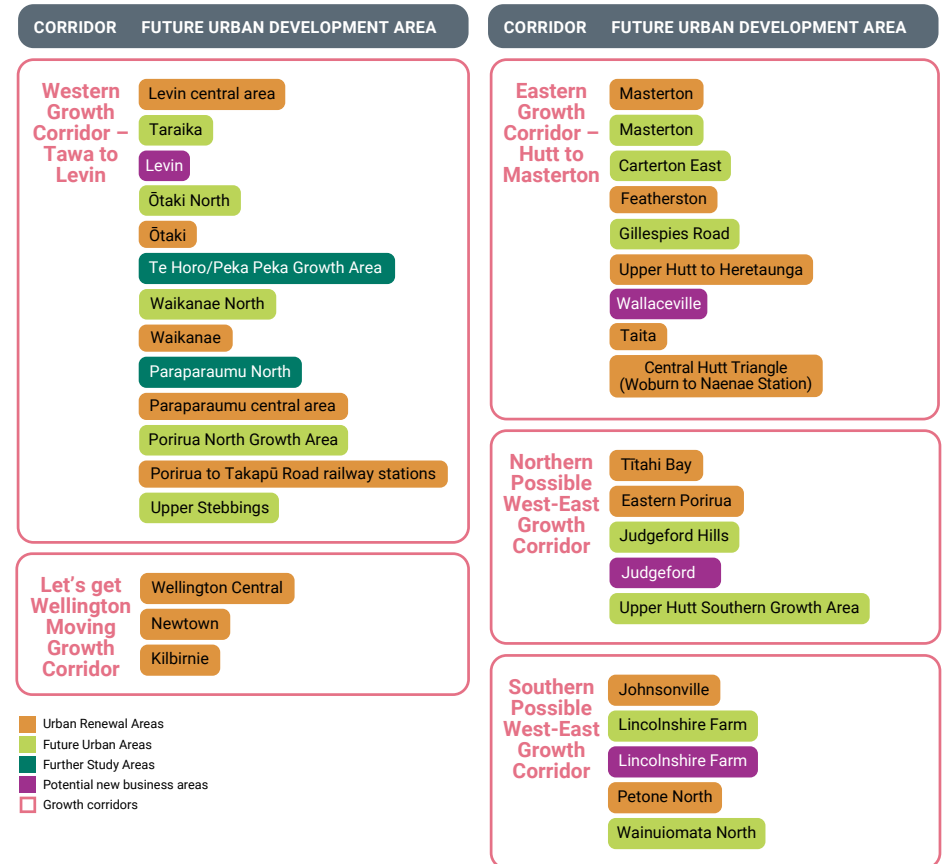 CORRIDOR FUTURE URBAN DEVELOPMENT AREA
Western
Growth
Corridor –
Tawa to
Levin
Levin central area
Taraika
Levin
Ōtaki North
Ōtaki
Te Horo/Peka Peka Growth Area
Waikanae North
Waikanae
Paraparaumu North
Paraparaumu central area
Porirua North Growth Area
Porirua to Takapū Road railway stations
Upper Stebbings
Let's get
Wellington
Moving
Growth
Corridor
Wellington Central
Newtown
Kilbirnie
Urban Renewal Areas
Future Urban Areas
Further Study Areas
Potential new business areas
Growth corridors
CORRIDOR FUTURE URBAN DEVELOPMENT AREA
Eastern
Growth
Corridor –
Hutt to
Masterton
Masterton
Masterton
Carterton East
Featherston
Gillespies Road
Upper Hutt to Heretaunga
Wallaceville
Taita
Central Hutt Triangle
(Woburn to Naenae Station)
Northern
Possible
West-East
Growth
Corridor
Tītahi Bay
Eastern Porirua
Judgeford Hills
Judgeford
Upper Hutt Southern Growth Area
Southern
Possible
West-East
Growth
Corridor
Johnsonville
Lincolnshire Farm
Lincolnshire Farm
Petone North
Wainuiomata North